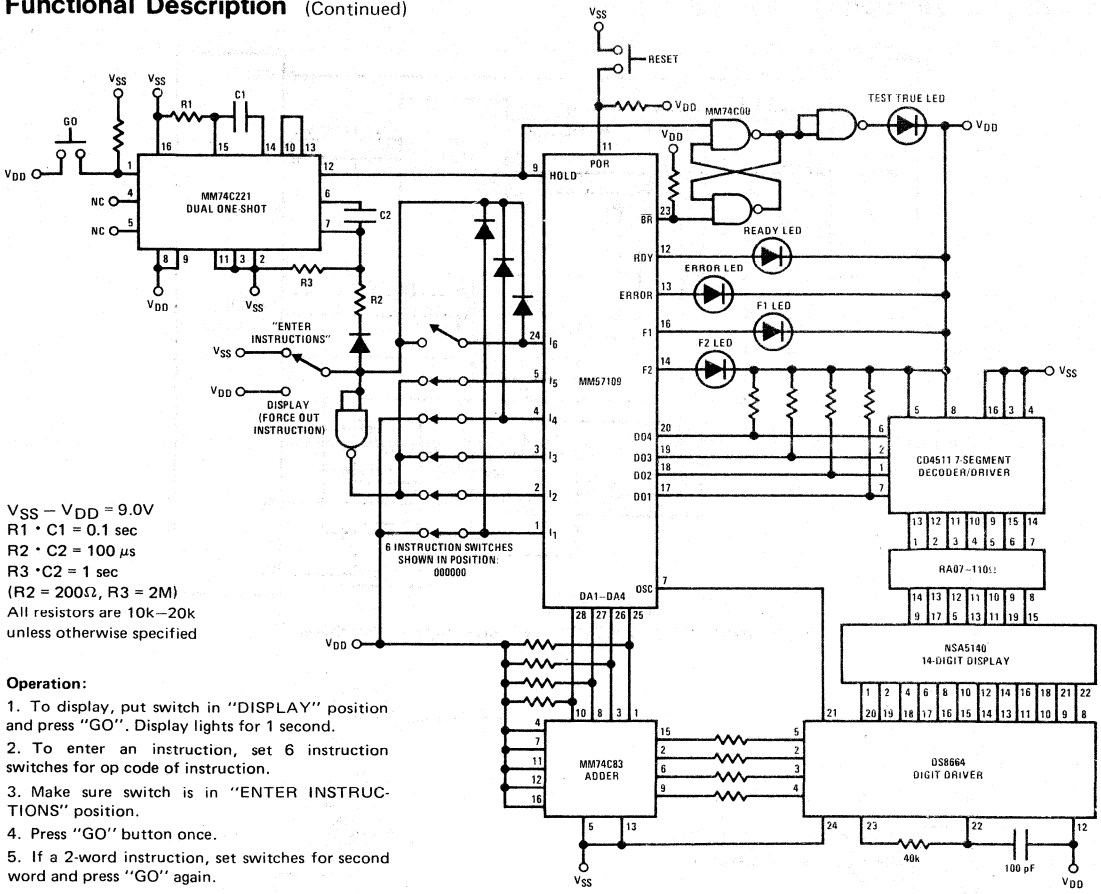 Functional Description (Continued)
VSS
RESET
VDD
VSS
VSS
R1
C1
GO
VDD
16
15
14
10
13
1
12
MM74C221
DUAL ONE-SHOT
6
4
NC
5
NC
7
C2
8
9
11
3
2
R3
VDD
VSS
R2
"ENTER
INSTRUCTIONS"
VSS
VDD
DISPLAY
(FORCE OUT
INSTRUCTION)
11
POR
9
HOLD
MM57109
24
I6
5
I5
4
I4
3
I3
2
I2
1
I1
6 INSTRUCTION SWITCHES
SHOWN IN POSITION:
000000
MM74C00
TEST TRUE LED
VDD
VDD
23
BR
READY LED
12
RDY
ERROR LED
13
ERROR
F1 LED
16
F1
F2 LED
14
F2
20
DO4
19
DO3
18
DO2
17
DO1
7
OSC
DA1–DA4
28
27
26
25
VSS
5
8
16
3
4
6
2
1
7
CD4511 7-SEGMENT
DECODER/DRIVER
13 12 11 10 9 15 14
1 2 3 4 5 6 7
RA07–110Ω
14 13 12 11 10 9 8
9 17 5 13 11 19 15
NSA5140
14-DIGIT DISPLAY
1 2 4 6 8 10 12 14 16 18 21 22
20 19 18 17 16 15 14 13 11 10 9 8
21
DS8664
DIGIT DRIVER
5
2
3
4
24
23
22
12
40k
100 pF
VDD
VDD
10
8
3
1
4
7
11
12
16
MM74C83
ADDER
15
2
6
9
5
13
VSS
VSS – VDD = 9.0V
R1 • C1 = 0.1 sec
R2 • C2 = 100 μs
R3 •C2 = 1 sec
(R2 = 200Ω, R3 = 2M)
All resistors are 10k–20k
unless otherwise specified
Operation:
1. To display, put switch in "DISPLAY" position
and press "GO". Display lights for 1 second.
2. To enter an instruction, set 6 instruction
switches for op code of instruction.
3. Make sure switch is in "ENTER INSTRUC-
TIONS" position.
4. Press "GO" button once.
5. If a 2-word instruction, set switches for second
word and press "GO" again.